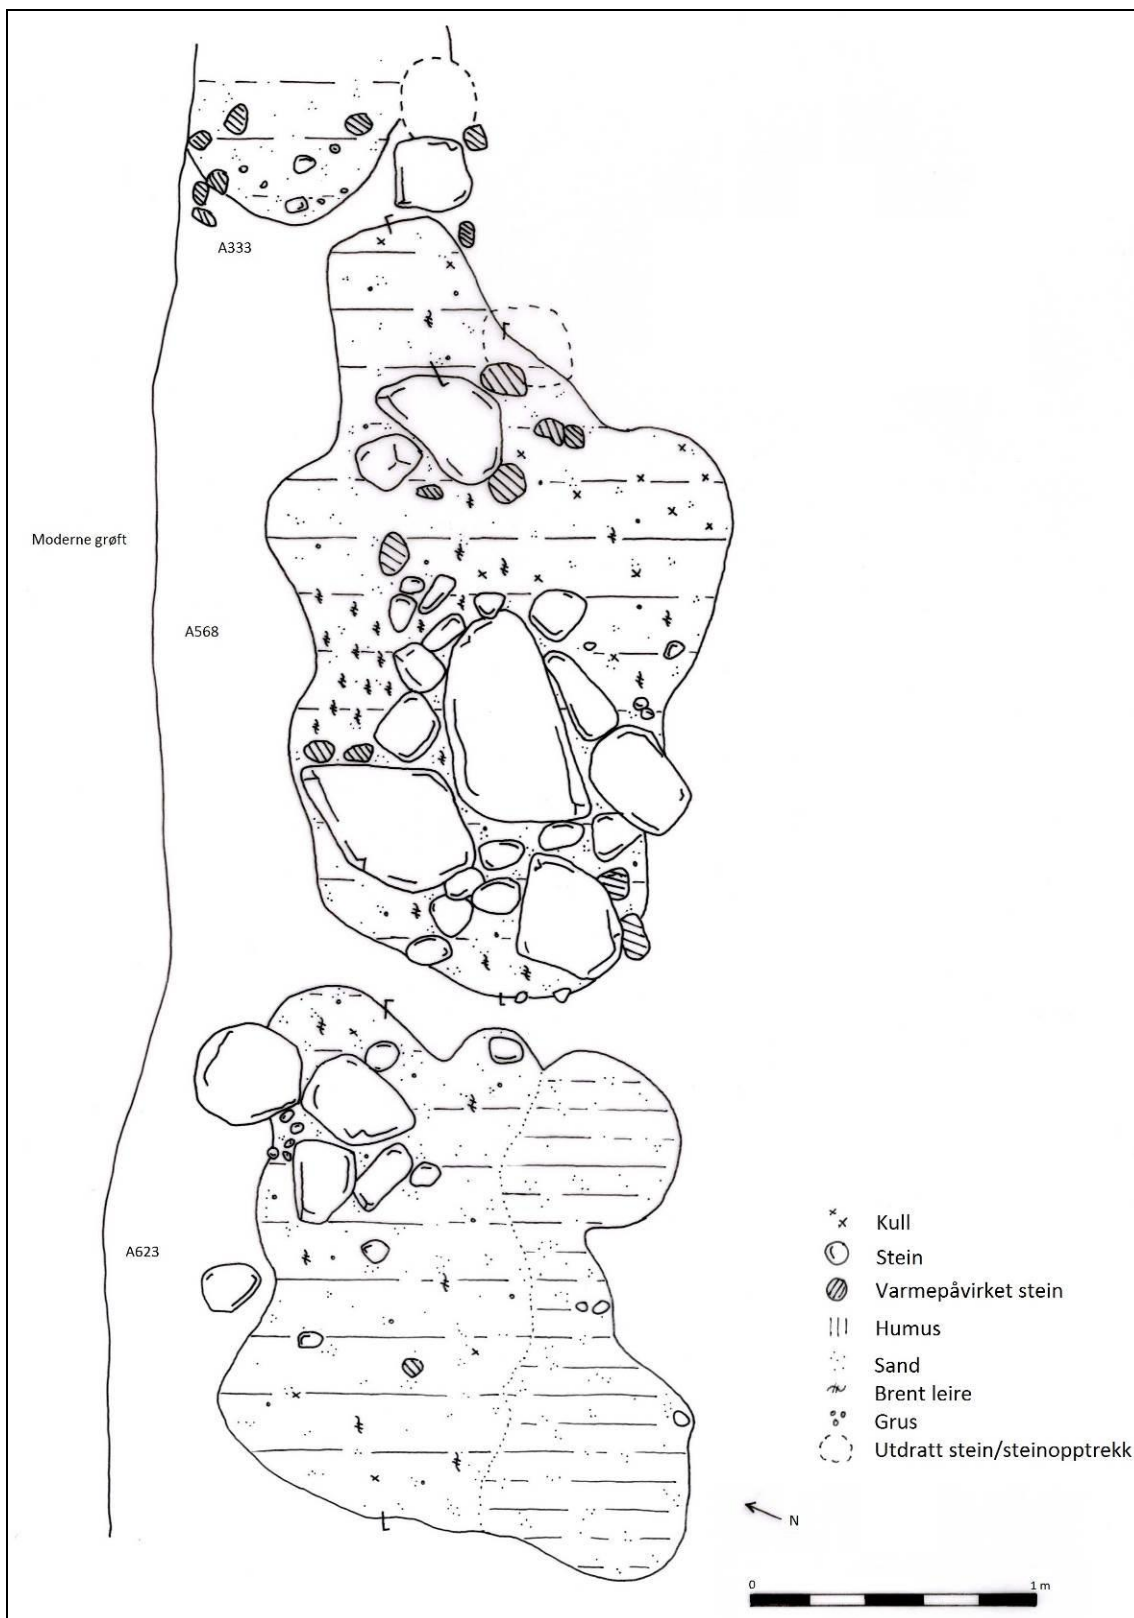 A333
Moderne grøft
A568
A623
Kull
Stein
Varmepåvirket stein
Humus
Sand
Brent leire
Grus
Utdratt stein/steinopptrekk
N
0 1 m